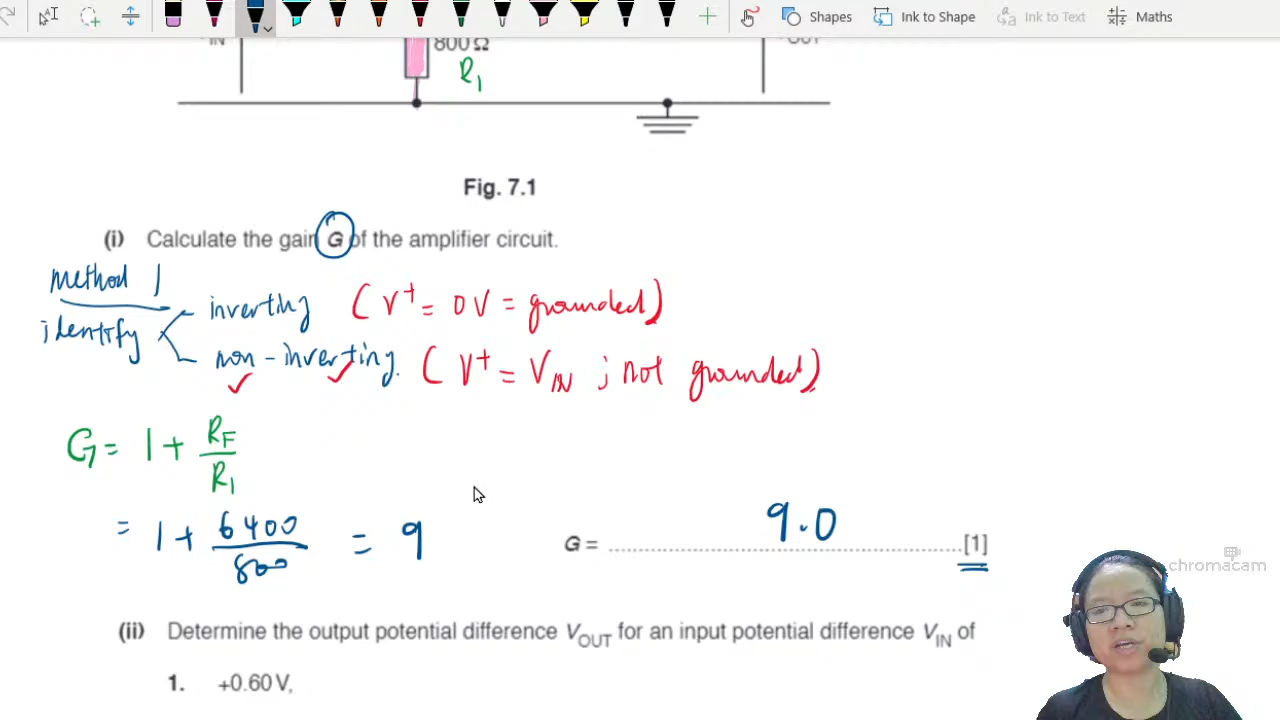 Shapes Ink to Shape Ink to Text Maths
IN 800 Ω OUT
R1
Fig. 7.1
(i) Calculate the gain G of the amplifier circuit.
method 1
identify
inverting (V+ = 0V = grounded)
non-inverting. (V+ = VIN ; not grounded)
G = 1 + RF/R1
= 1 + 6400/800 = 9
G = ........ 9.0 ........ [1]
chromacam
(ii) Determine the output potential difference VOUT for an input potential difference VIN of
1. +0.60 V,